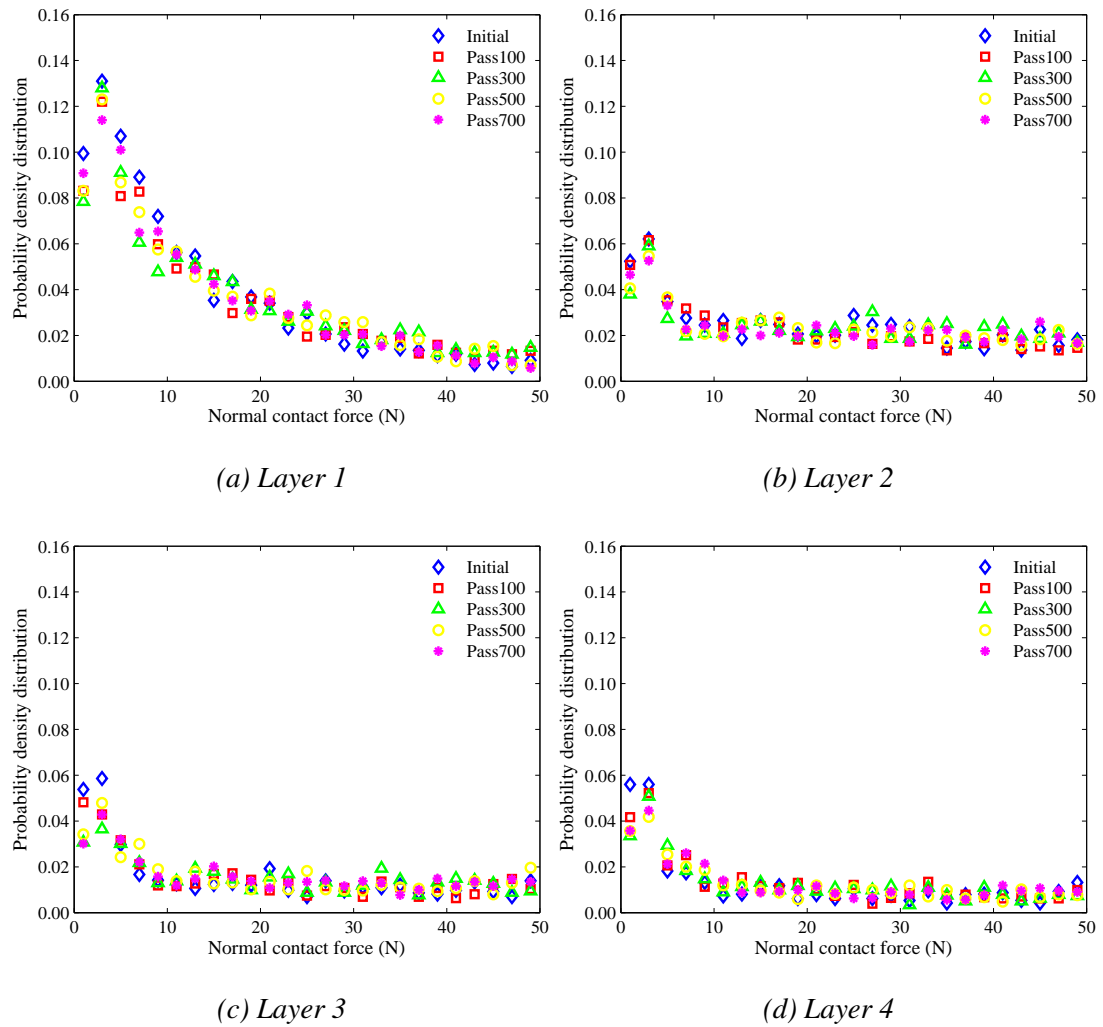 0.16
0.14
0.12
0.10
0.08
0.06
0.04
0.02
0.00
0
10
20
30
40
50
Probability density distribution
Normal contact force (N)
Initial
Pass100
Pass300
Pass500
Pass700
(a) Layer 1
0.16
0.14
0.12
0.10
0.08
0.06
0.04
0.02
0.00
0
10
20
30
40
50
Probability density distribution
Normal contact force (N)
Initial
Pass100
Pass300
Pass500
Pass700
(b) Layer 2
0.16
0.14
0.12
0.10
0.08
0.06
0.04
0.02
0.00
0
10
20
30
40
50
Probability density distribution
Normal contact force (N)
Initial
Pass100
Pass300
Pass500
Pass700
(c) Layer 3
0.16
0.14
0.12
0.10
0.08
0.06
0.04
0.02
0.00
0
10
20
30
40
50
Probability density distribution
Normal contact force (N)
Initial
Pass100
Pass300
Pass500
Pass700
(d) Layer 4